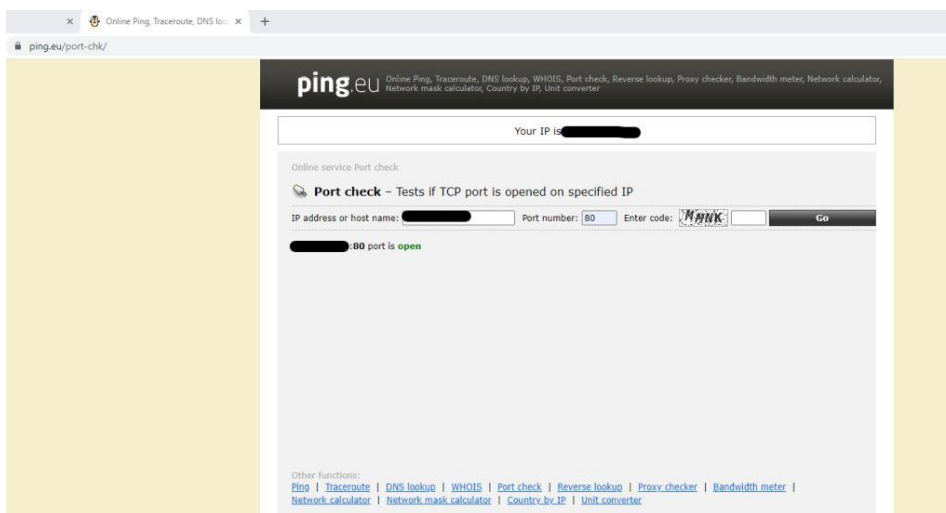 Online Ping, Traceroute, DNS loo
ping.eu/port-chk/
ping.eu
Online Ping, Traceroute, DNS lookup, WHOIS, Port check, Reverse lookup, Proxy checker, Bandwidth meter, Network calculator,
Network mask calculator, Country by IP, Unit converter
Your IP is
Online service Port check
Port check – Tests if TCP port is opened on specified IP
IP address or host name: Port number: 80 Enter code: Go
:80 port is open
Other functions:
Ping | Traceroute | DNS lookup | WHOIS | Port check | Reverse lookup | Proxy checker | Bandwidth meter |
Network calculator | Network mask calculator | Country by IP | Unit converter